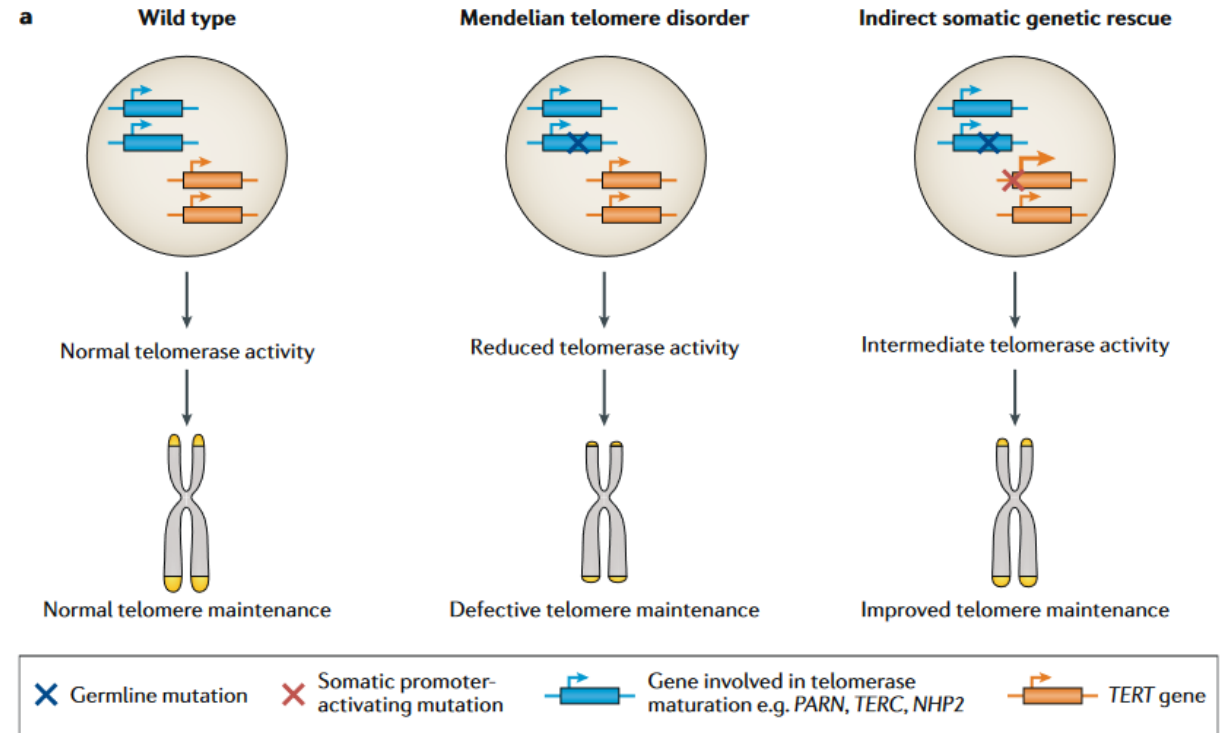 a
Wild type
Mendelian telomere disorder
Indirect somatic genetic rescue
Normal telomerase activity
Reduced telomerase activity
Intermediate telomerase activity
Normal telomere maintenance
Defective telomere maintenance
Improved telomere maintenance
Germline mutation
Somatic promoter-
activating mutation
Gene involved in telomerase
maturation e.g. PARN, TERC, NHP2
TERT gene